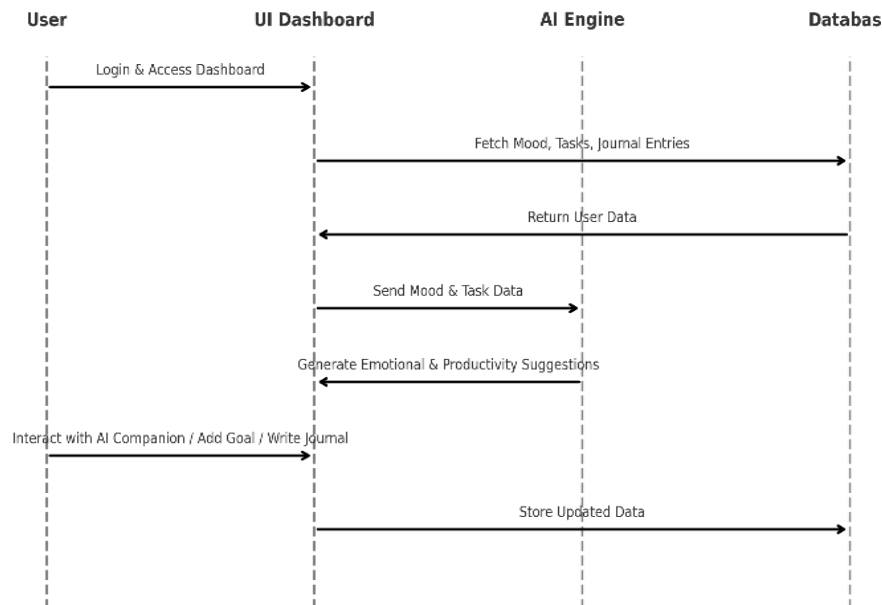 User UI Dashboard AI Engine Databas
Login & Access Dashboard
Fetch Mood, Tasks, Journal Entries
Return User Data
Send Mood & Task Data
Generate Emotional & Productivity Suggestions
Interact with AI Companion / Add Goal / Write Journal
Store Updated Data